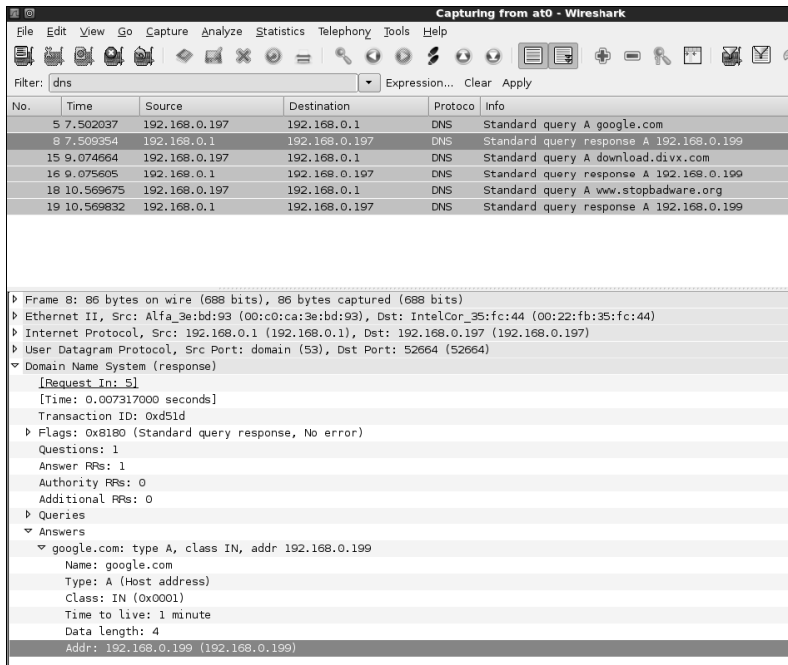 Capturing from at0 - Wireshark
File Edit View Go Capture Analyze Statistics Telephony Tools Help
Filter: dns Expression... Clear Apply
No. Time Source Destination Protoco Info
5 7.502037 192.168.0.197 192.168.0.1 DNS Standard query A google.com
8 7.509354 192.168.0.1 192.168.0.197 DNS Standard query response A 192.168.0.199
15 9.074664 192.168.0.197 192.168.0.1 DNS Standard query A download.divx.com
16 9.075605 192.168.0.1 192.168.0.197 DNS Standard query response A 192.168.0.199
18 10.569675 192.168.0.197 192.168.0.1 DNS Standard query A www.stopbadware.org
19 10.569832 192.168.0.1 192.168.0.197 DNS Standard query response A 192.168.0.199
Frame 8: 86 bytes on wire (688 bits), 86 bytes captured (688 bits)
Ethernet II, Src: Alfa_3e:bd:93 (00:c0:ca:3e:bd:93), Dst: IntelCor_35:fc:44 (00:22:fb:35:fc:44)
Internet Protocol, Src: 192.168.0.1 (192.168.0.1), Dst: 192.168.0.197 (192.168.0.197)
User Datagram Protocol, Src Port: domain (53), Dst Port: 52664 (52664)
Domain Name System (response)
[Request In: 5]
[Time: 0.007317000 seconds]
Transaction ID: 0xd51d
Flags: 0x8180 (Standard query response, No error)
Questions: 1
Answer RRs: 1
Authority RRs: 0
Additional RRs: 0
Queries
Answers
google.com: type A, class IN, addr 192.168.0.199
Name: google.com
Type: A (Host address)
Class: IN (0x0001)
Time to live: 1 minute
Data length: 4
Addr: 192.168.0.199 (192.168.0.199)